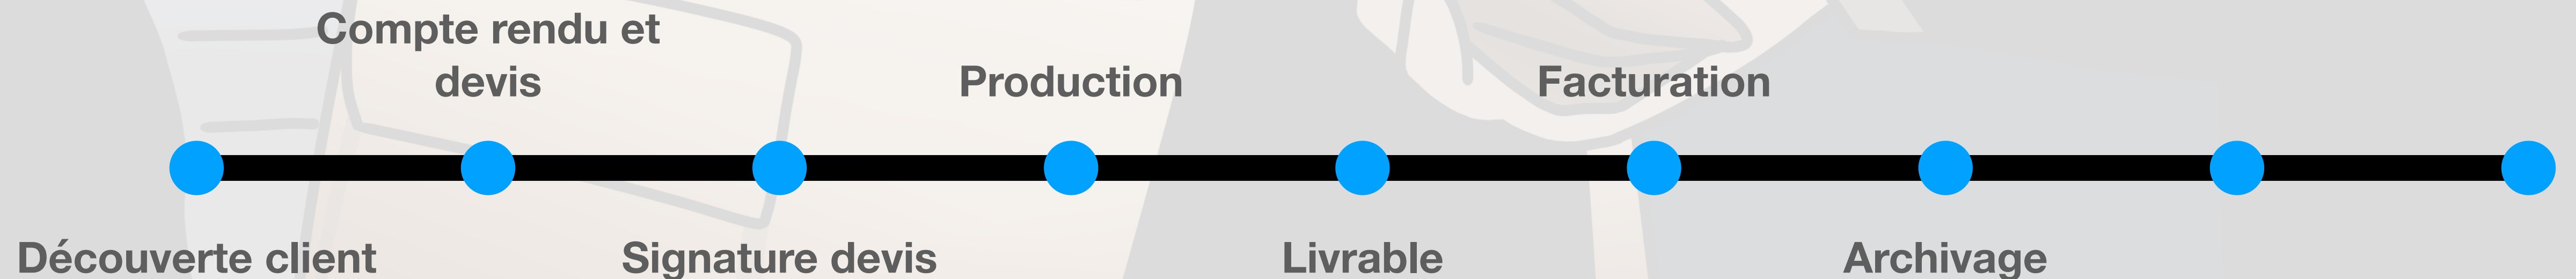 Compte rendu et
devis
Production
Facturation
Découverte client
Signature devis
Livrable
Archivage